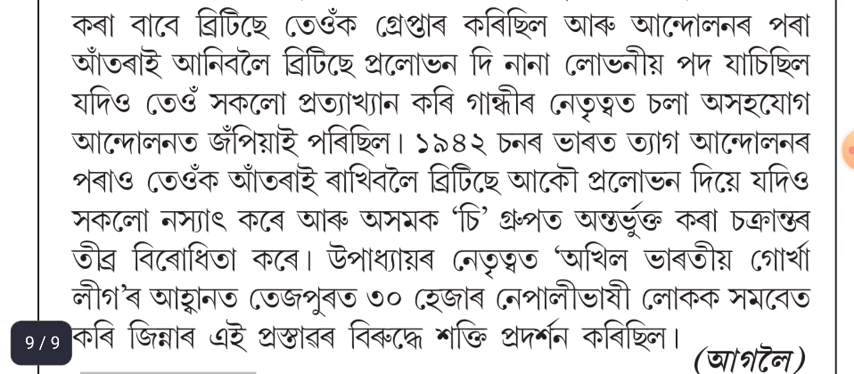 কৰা বাবে ব্ৰিটিছে তেওঁক গ্ৰেপ্তাৰ কৰিছিল আৰু আন্দোলনৰ পৰা
আঁতৰাই আনিবলৈ ব্ৰিটিছে প্ৰলোভন দি নানা লোভনীয় পদ যাচিছিল
যদিও তেওঁ সকলো প্ৰত্যাখ্যান কৰি গান্ধীৰ নেতৃত্বত চলা অসহযোগ
আন্দোলনত জঁপিয়াই পৰিছিল। ১৯৪২ চনৰ ভাৰত ত্যাগ আন্দোলনৰ
পৰাও তেওঁক আঁতৰাই ৰাখিবলৈ ব্ৰিটিছে আকৌ প্ৰলোভন দিয়ে যদিও
সকলো নস্যাৎ কৰে আৰু অসমক ‘চি’ গ্ৰুপত অন্তৰ্ভুক্ত কৰা চক্ৰান্তৰ
তীব্ৰ বিৰোধিতা কৰে। উপাধ্যায়ৰ নেতৃত্বত ‘অখিল ভাৰতীয় গোৰ্খা
লীগ’ৰ আহ্বানত তেজপুৰত ৩০ হেজাৰ নেপালীভাষী লোকক সমবেত
কৰি জিন্নাৰ এই প্ৰস্তাৱৰ বিৰুদ্ধে শক্তি প্ৰদৰ্শন কৰিছিল।
(আগলৈ)
9/9